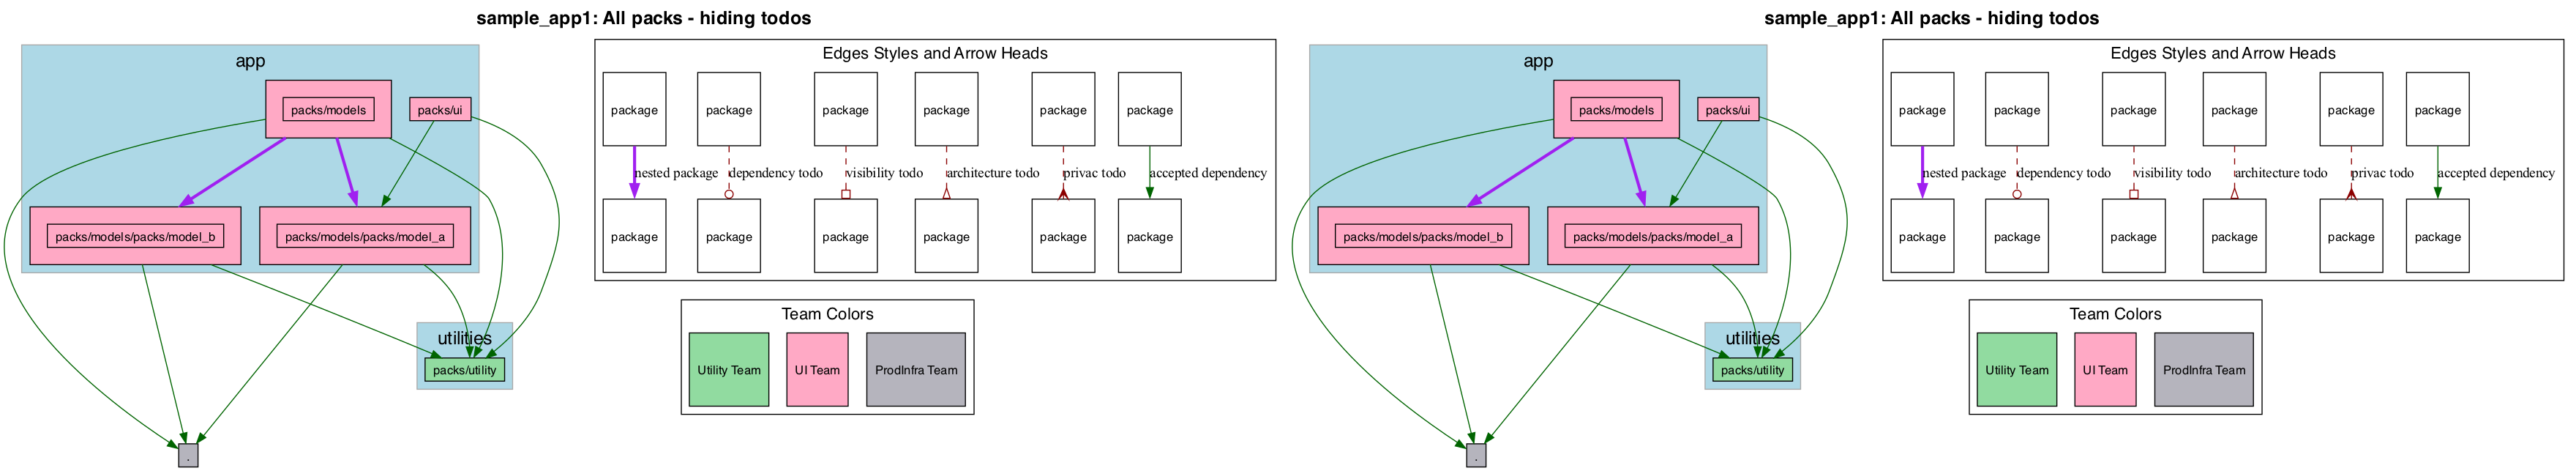 sample_app1: All packs - hiding todos
app
packs/models
packs/ui
packs/models/packs/model_b
packs/models/packs/model_a
utilities
packs/utility
.
Edges Styles and Arrow Heads
package package package package package package
nested package dependency todo visibility todo architecture todo privac todo accepted dependency
package package package package package package
Team Colors
Utility Team UI Team ProdInfra Team
sample_app1: All packs - hiding todos
app
packs/models
packs/ui
packs/models/packs/model_b
packs/models/packs/model_a
utilities
packs/utility
.
Edges Styles and Arrow Heads
package package package package package package
nested package dependency todo visibility todo architecture todo privac todo accepted dependency
package package package package package package
Team Colors
Utility Team UI Team ProdInfra Team